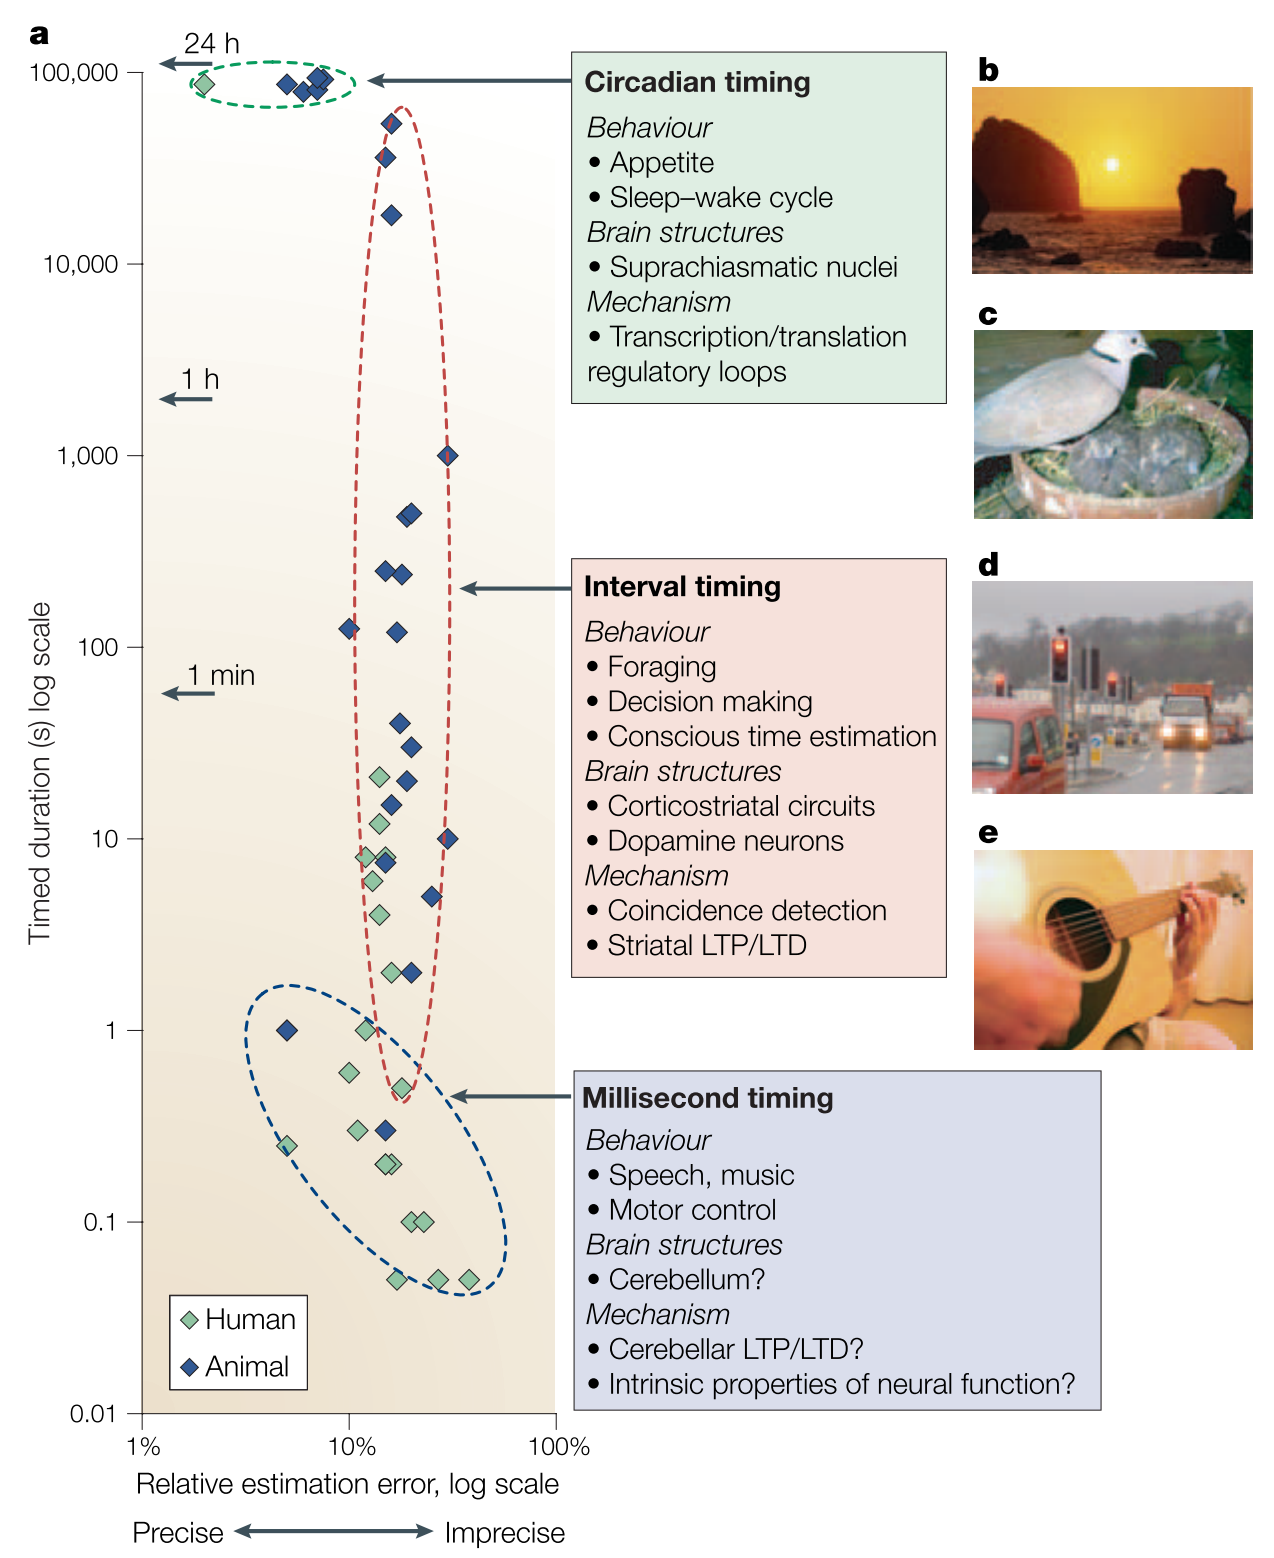 a
24 h
100,000
10,000
1 h
1,000
100
1 min
10
1
0.1
0.01
Timed duration (s) log scale
1%
10%
100%
Relative estimation error, log scale
Precise
Imprecise
Human
Animal
Circadian timing
Behaviour
• Appetite
• Sleep–wake cycle
Brain structures
• Suprachiasmatic nuclei
Mechanism
• Transcription/translation
regulatory loops
Interval timing
Behaviour
• Foraging
• Decision making
• Conscious time estimation
Brain structures
• Corticostriatal circuits
• Dopamine neurons
Mechanism
• Coincidence detection
• Striatal LTP/LTD
Millisecond timing
Behaviour
• Speech, music
• Motor control
Brain structures
• Cerebellum?
Mechanism
• Cerebellar LTP/LTD?
• Intrinsic properties of neural function?
b
c
d
e